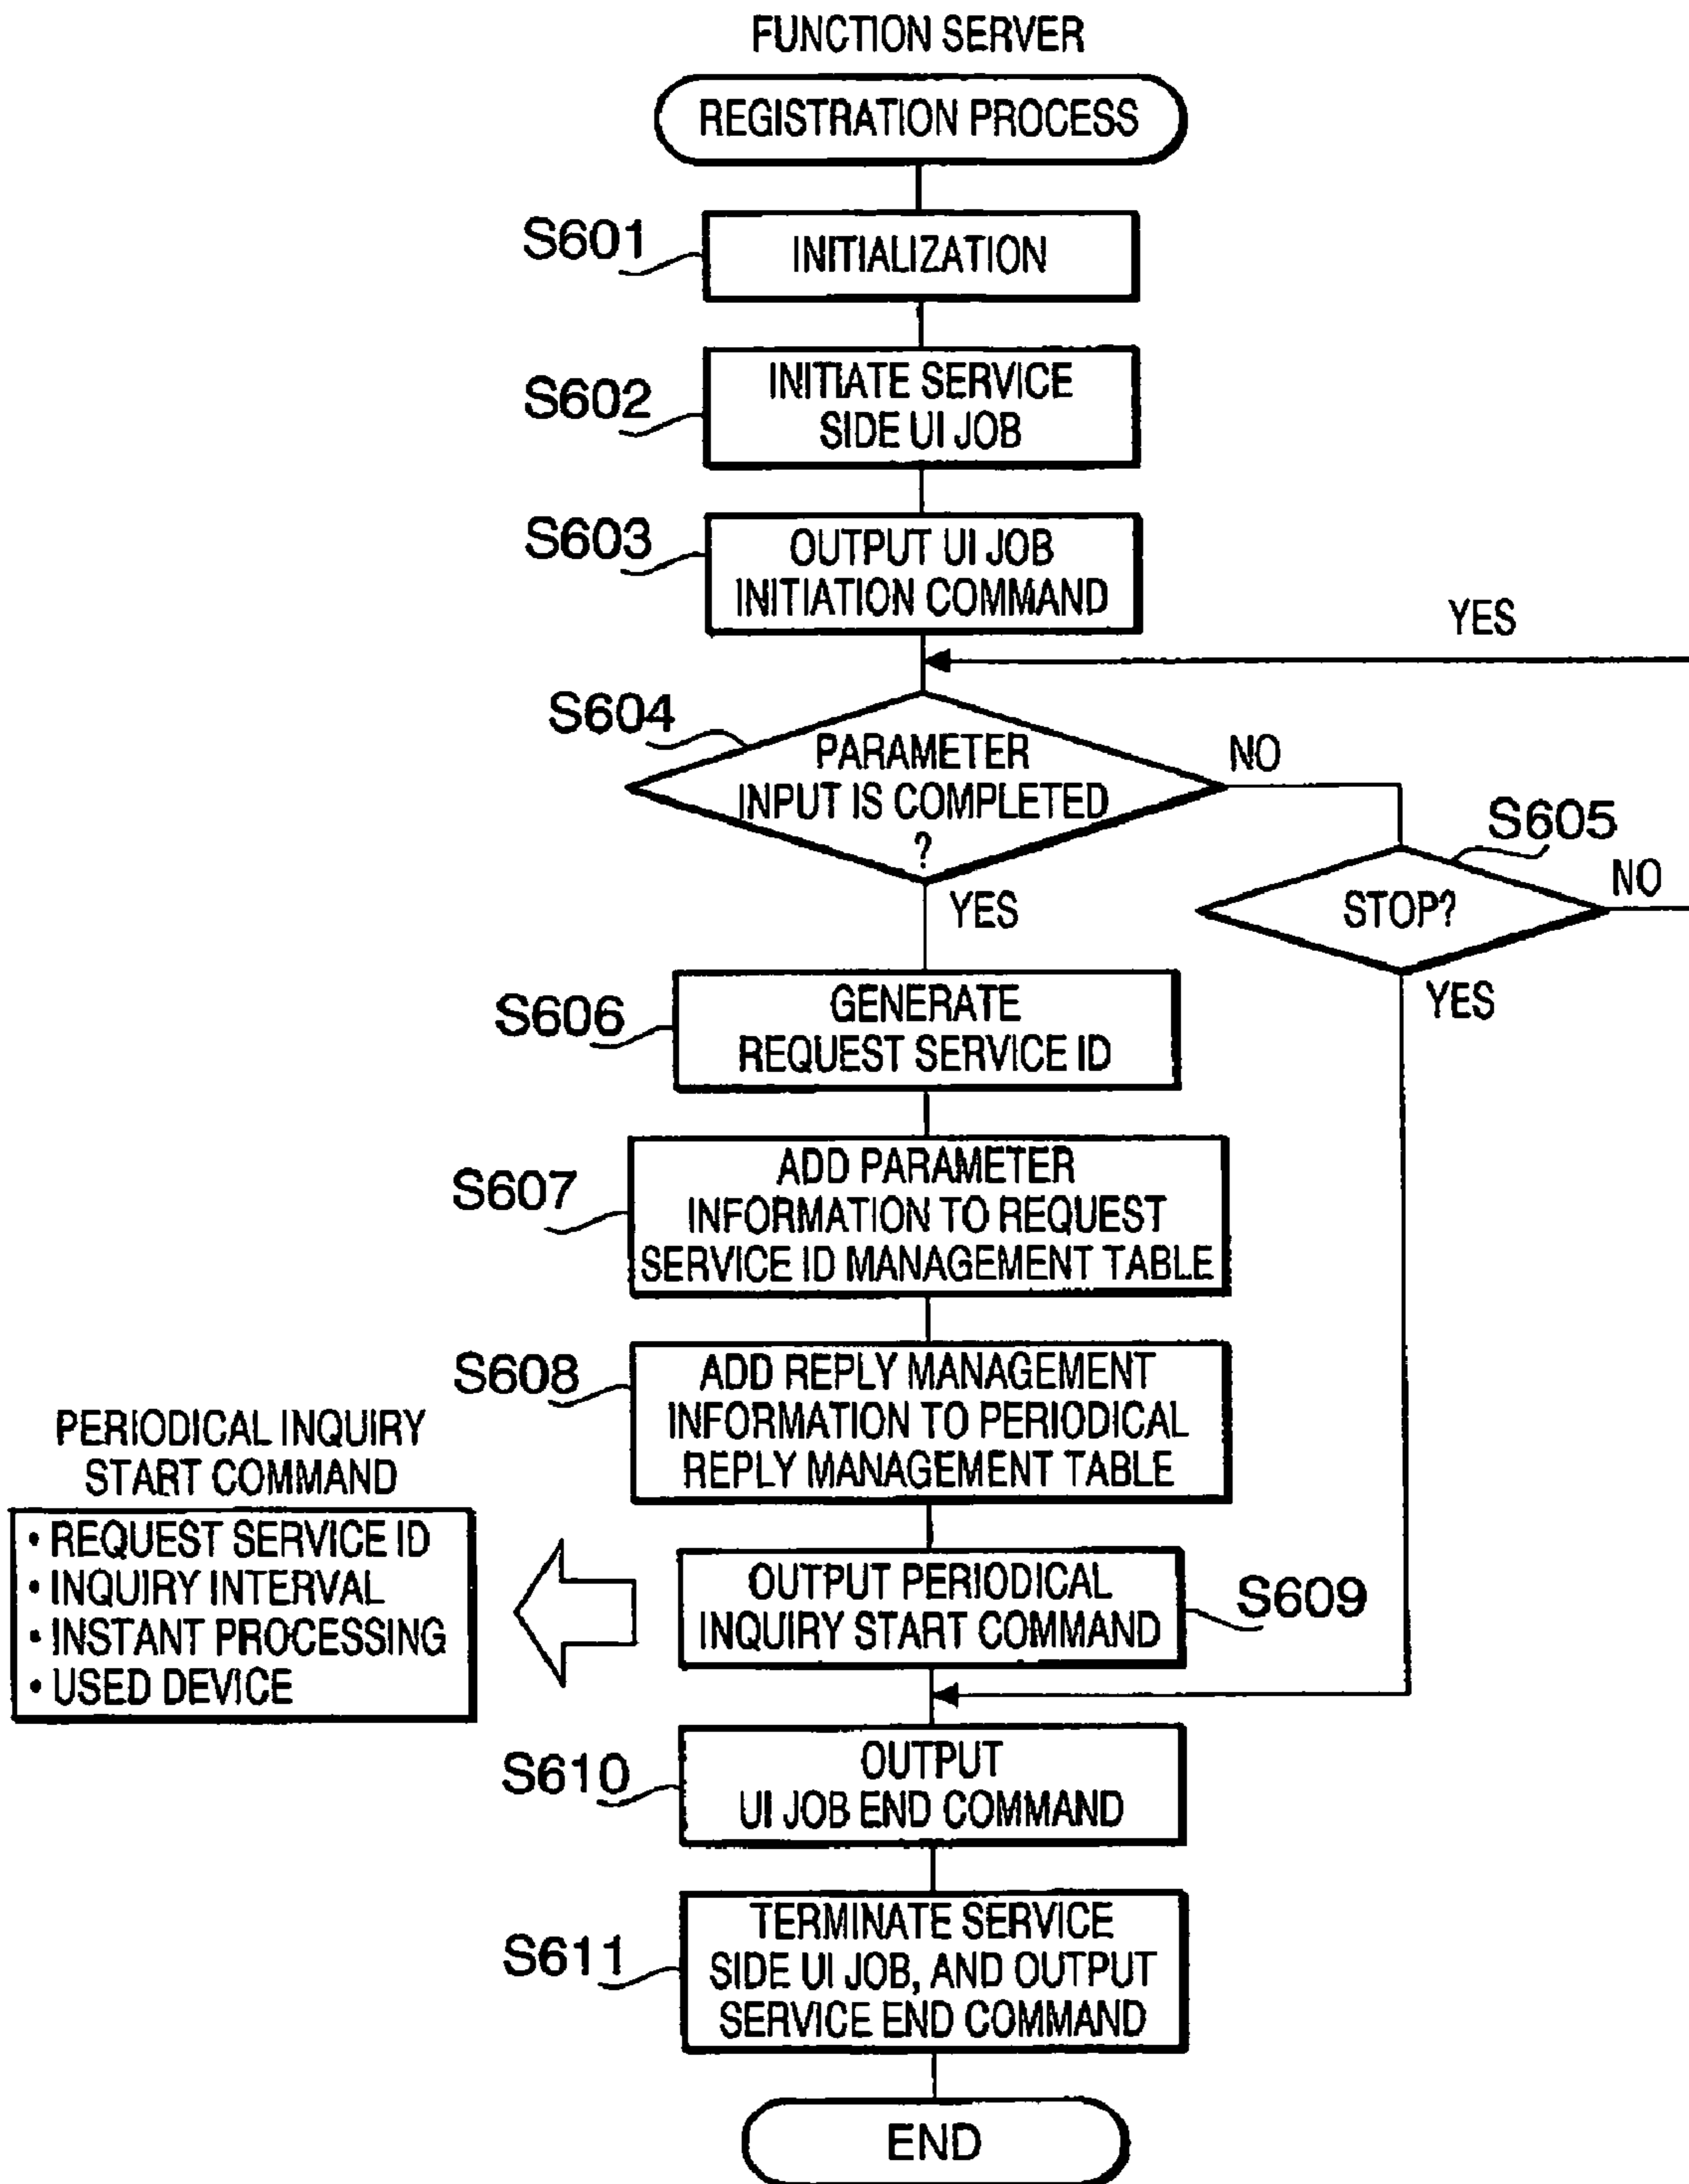 FUNCTION SERVER
REGISTRATION PROCESS
S601
INITIALIZATION
S602
INITIATE SERVICE
SIDE UI JOB
S603
OUTPUT UI JOB
INITIATION COMMAND
YES
S604
PARAMETER
INPUT IS COMPLETED
?
NO
YES
S605
STOP?
NO
YES
S606
GENERATE
REQUEST SERVICE ID
S607
ADD PARAMETER
INFORMATION TO REQUEST
SERVICE ID MANAGEMENT TABLE
S608
ADD REPLY MANAGEMENT
INFORMATION TO PERIODICAL
REPLY MANAGEMENT TABLE
PERIODICAL INQUIRY
START COMMAND
• REQUEST SERVICE ID
• INQUIRY INTERVAL
• INSTANT PROCESSING
• USED DEVICE
OUTPUT PERIODICAL
INQUIRY START COMMAND
S609
S610
OUTPUT
UI JOB END COMMAND
S611
TERMINATE SERVICE
SIDE UI JOB, AND OUTPUT
SERVICE END COMMAND
END